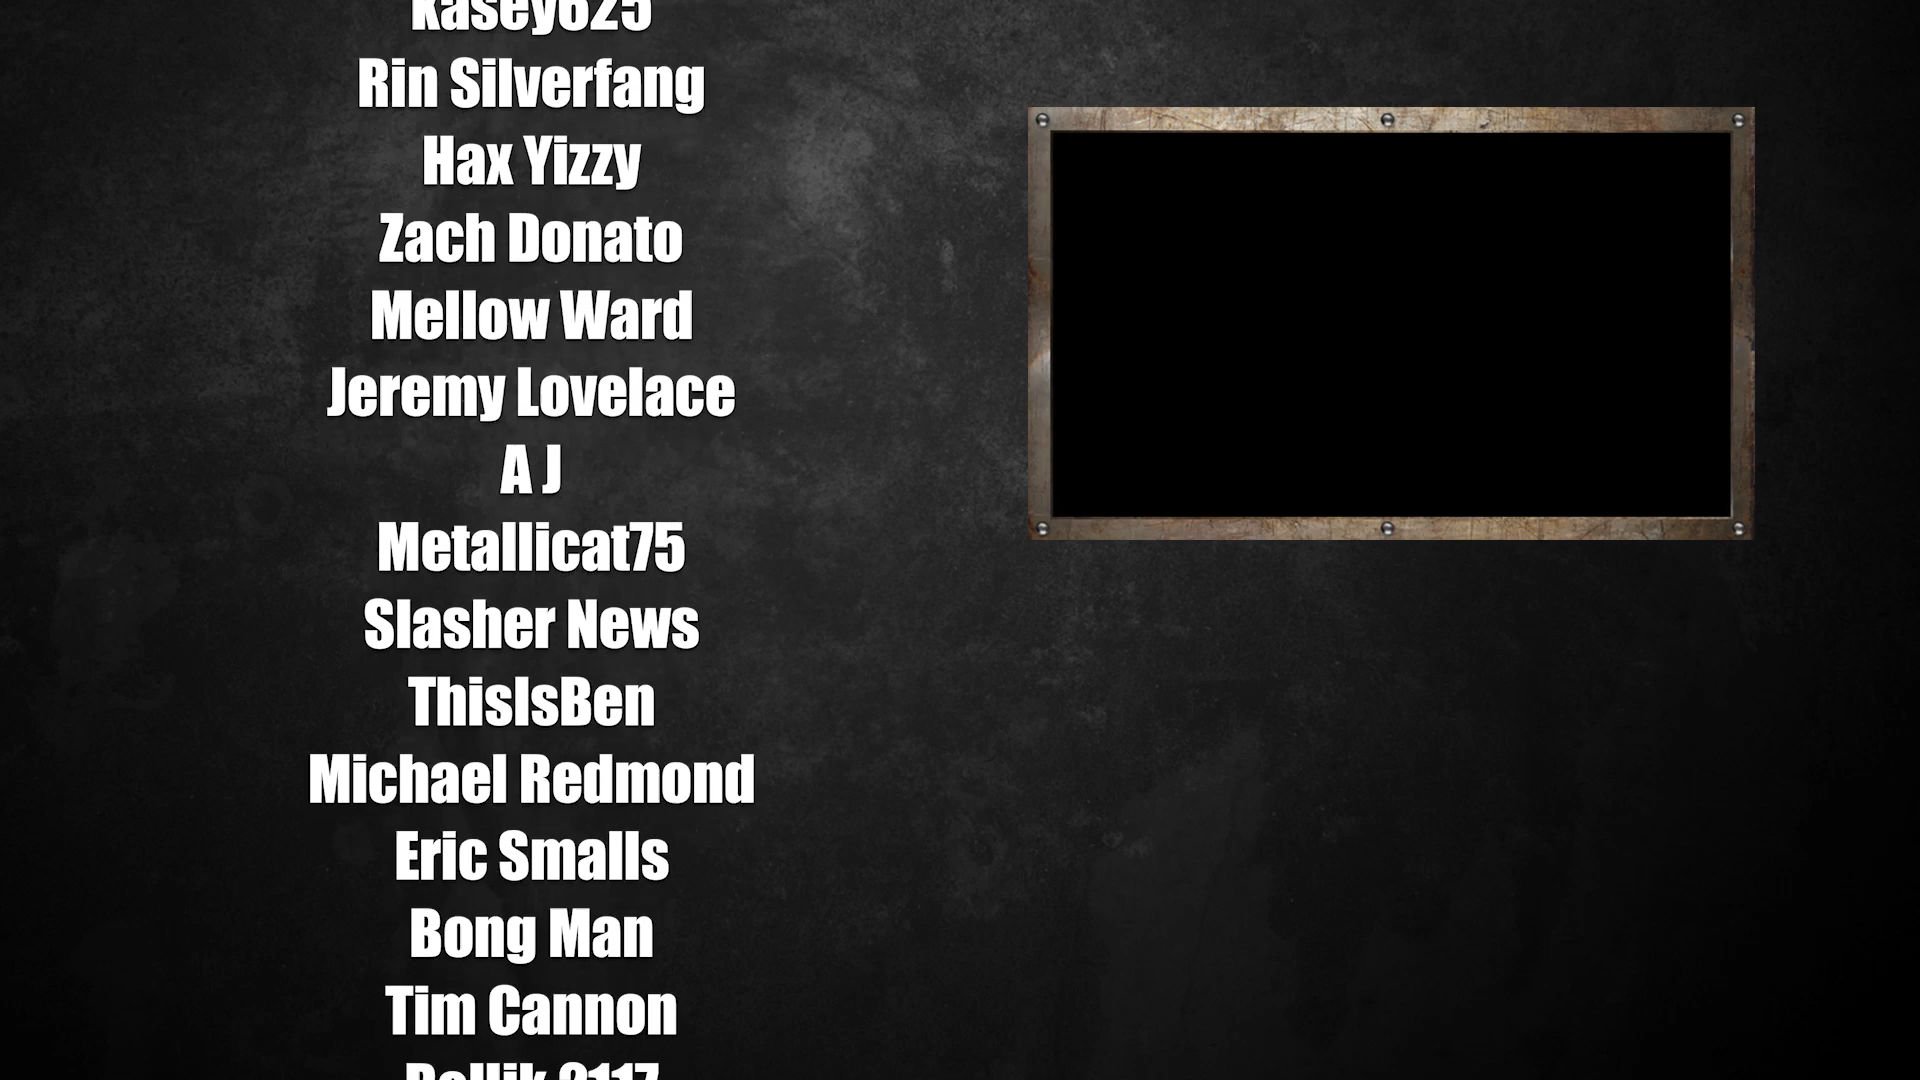 Rin Silverfang
Hax Yizzy
Zach Donato
Mellow Ward
Jeremy Lovelace
A J
Metallicat75
Slasher News
ThisIsBen
Michael Redmond
Eric Smalls
Bong Man
Tim Cannon